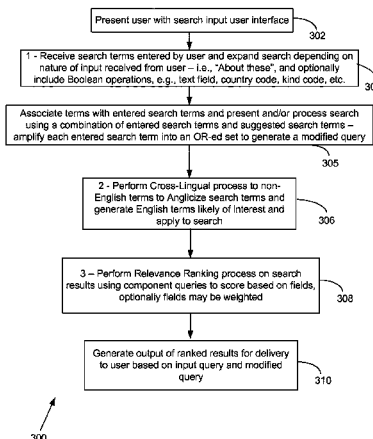 Present user with search input user interface
302
1 - Receive search terms entered by user and expand search depending on
nature of input received from user – i.e., "About these", and optionally
include Boolean operations, e.g., text field, country code, kind code, etc.
Associate terms with entered search terms and present and/or process search
using a combination of entered search terms and suggested search terms –
amplify each entered search term into an OR-ed set to generate a modified query
305
2 - Perform Cross-Lingual process to non-
English terms to Anglicize search terms and
generate English terms likely of interest and
apply to search
306
3 – Perform Relevance Ranking process on search
results using component queries to score based on fields,
optionally fields may be weighted
308
Generate output of ranked results for delivery
to user based on input query and modified
query
310
300